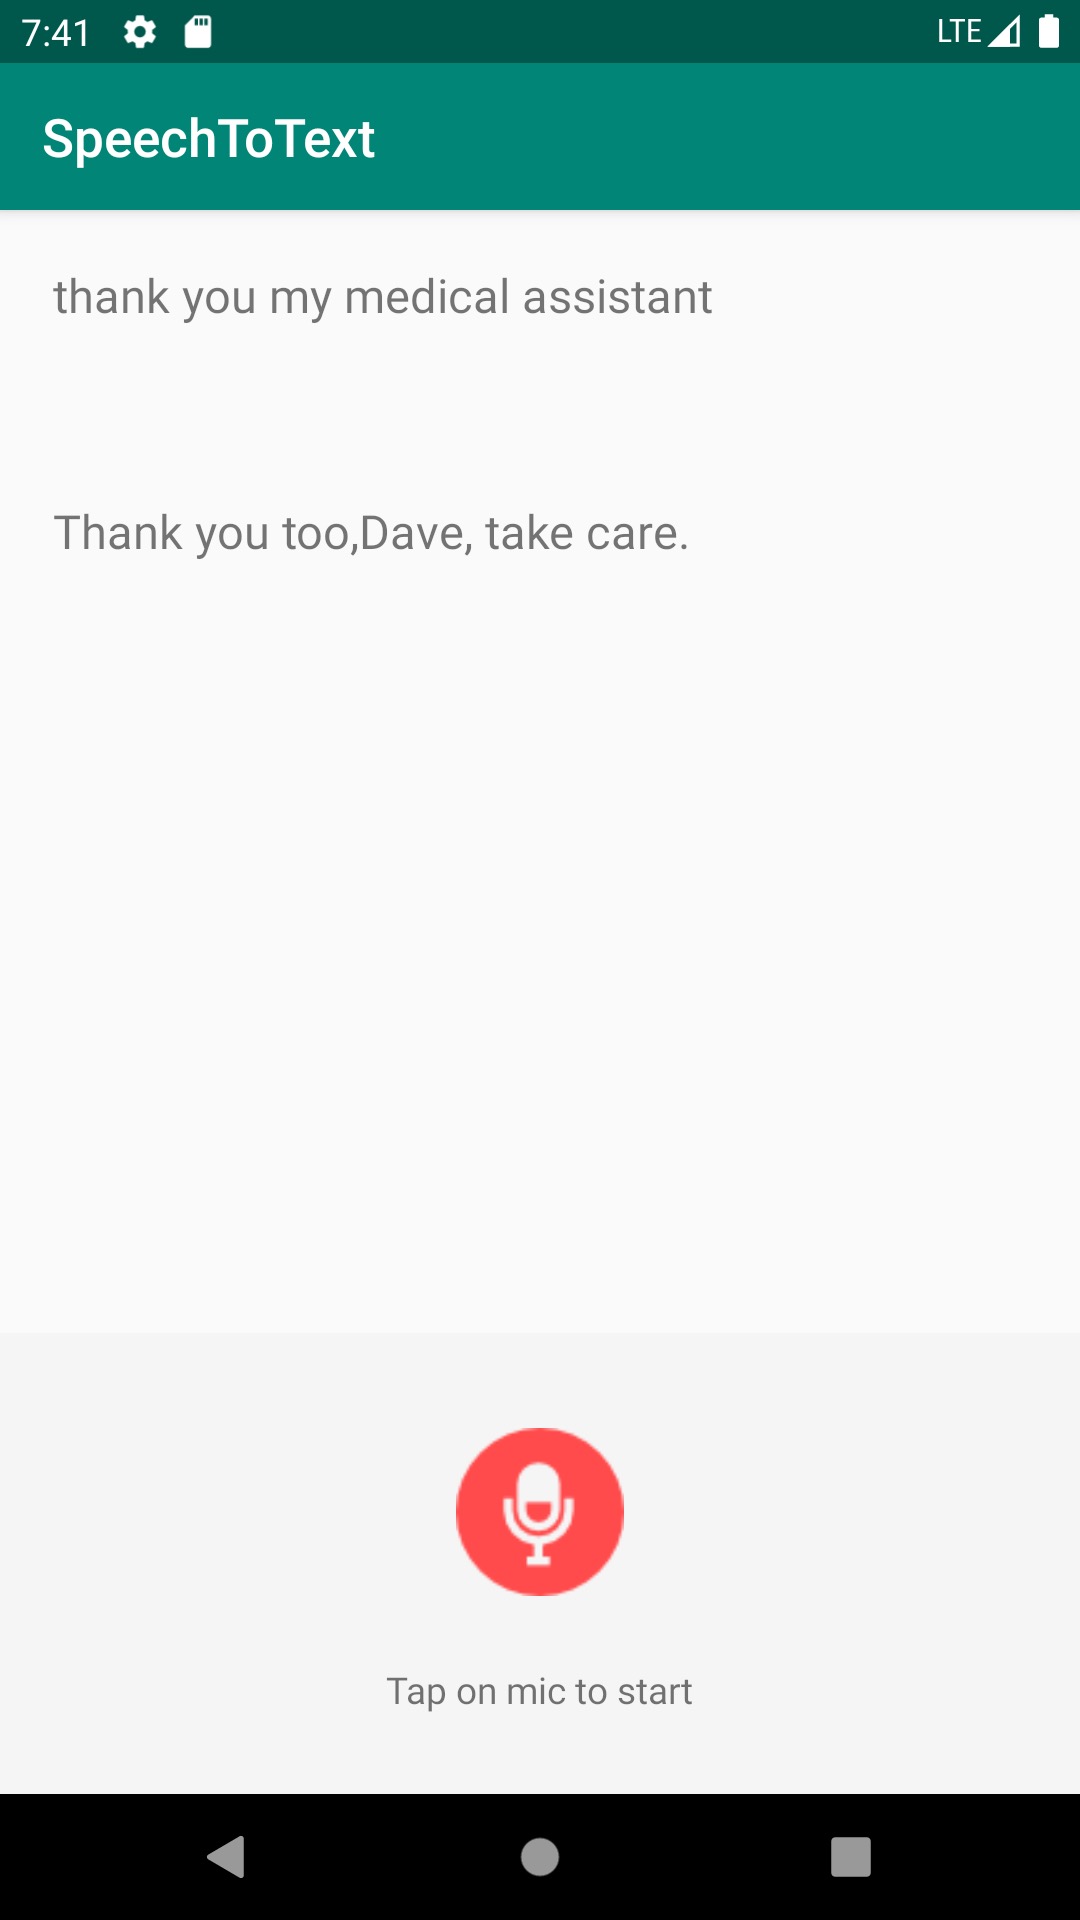 7:41 LTE
SpeechToText
thank you my medical assistant
Thank you too,Dave, take care.
Tap on mic to start